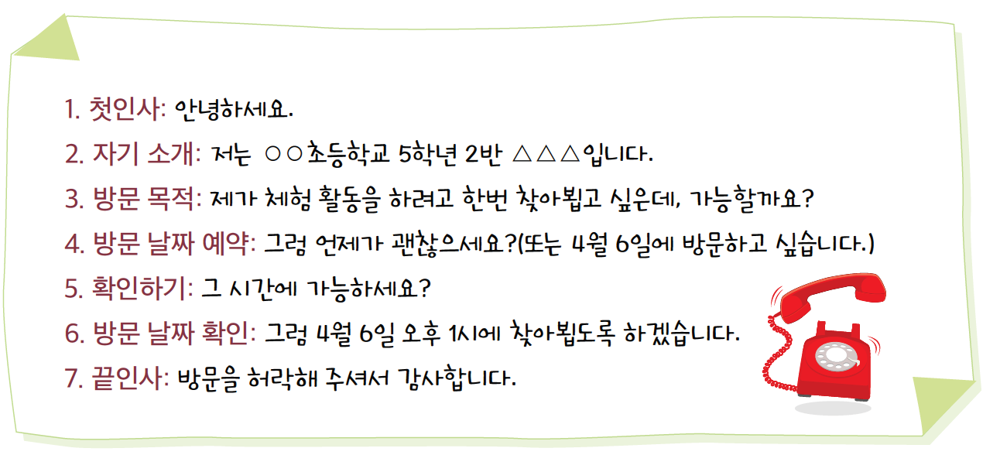 1. 첫인사: 안녕하세요.
2. 자기 소개: 저는 ○○초등학교 5학년 2반 △△△입니다.
3. 방문 목적: 제가 체험 활동을 하려고 한번 찾아뵙고 싶은데, 가능할까요?
4. 방문 날짜 예약: 그럼 언제가 괜찮으세요?(또는 4월 6일에 방문하고 싶습니다.)
5. 확인하기: 그 시간에 가능하세요?
6. 방문 날짜 확인: 그럼 4월 6일 오후 1시에 찾아뵙도록 하겠습니다.
7. 끝인사: 방문을 허락해 주셔서 감사합니다.